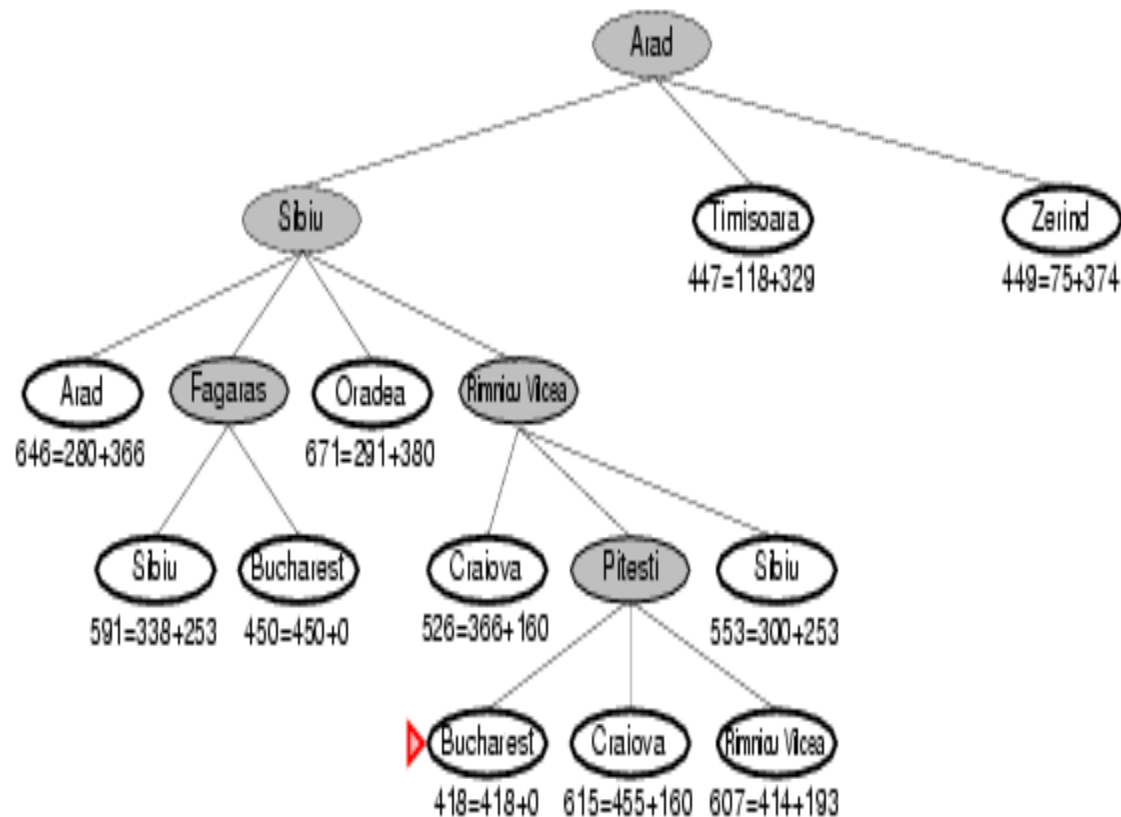 Arad
Sibiu
Timisoara
Zerind
447=118+329
449=75+374
Arad
Fagaras
Oradea
Rimnicu Vilcea
646=280+366
671=291+380
Sibiu
Bucharest
Craiova
Pitesti
Sibiu
591=338+253
450=450+0
526=366+160
553=300+253
Bucharest
Craiova
Rimnicu Vilcea
418=418+0
615=455+160
607=414+193